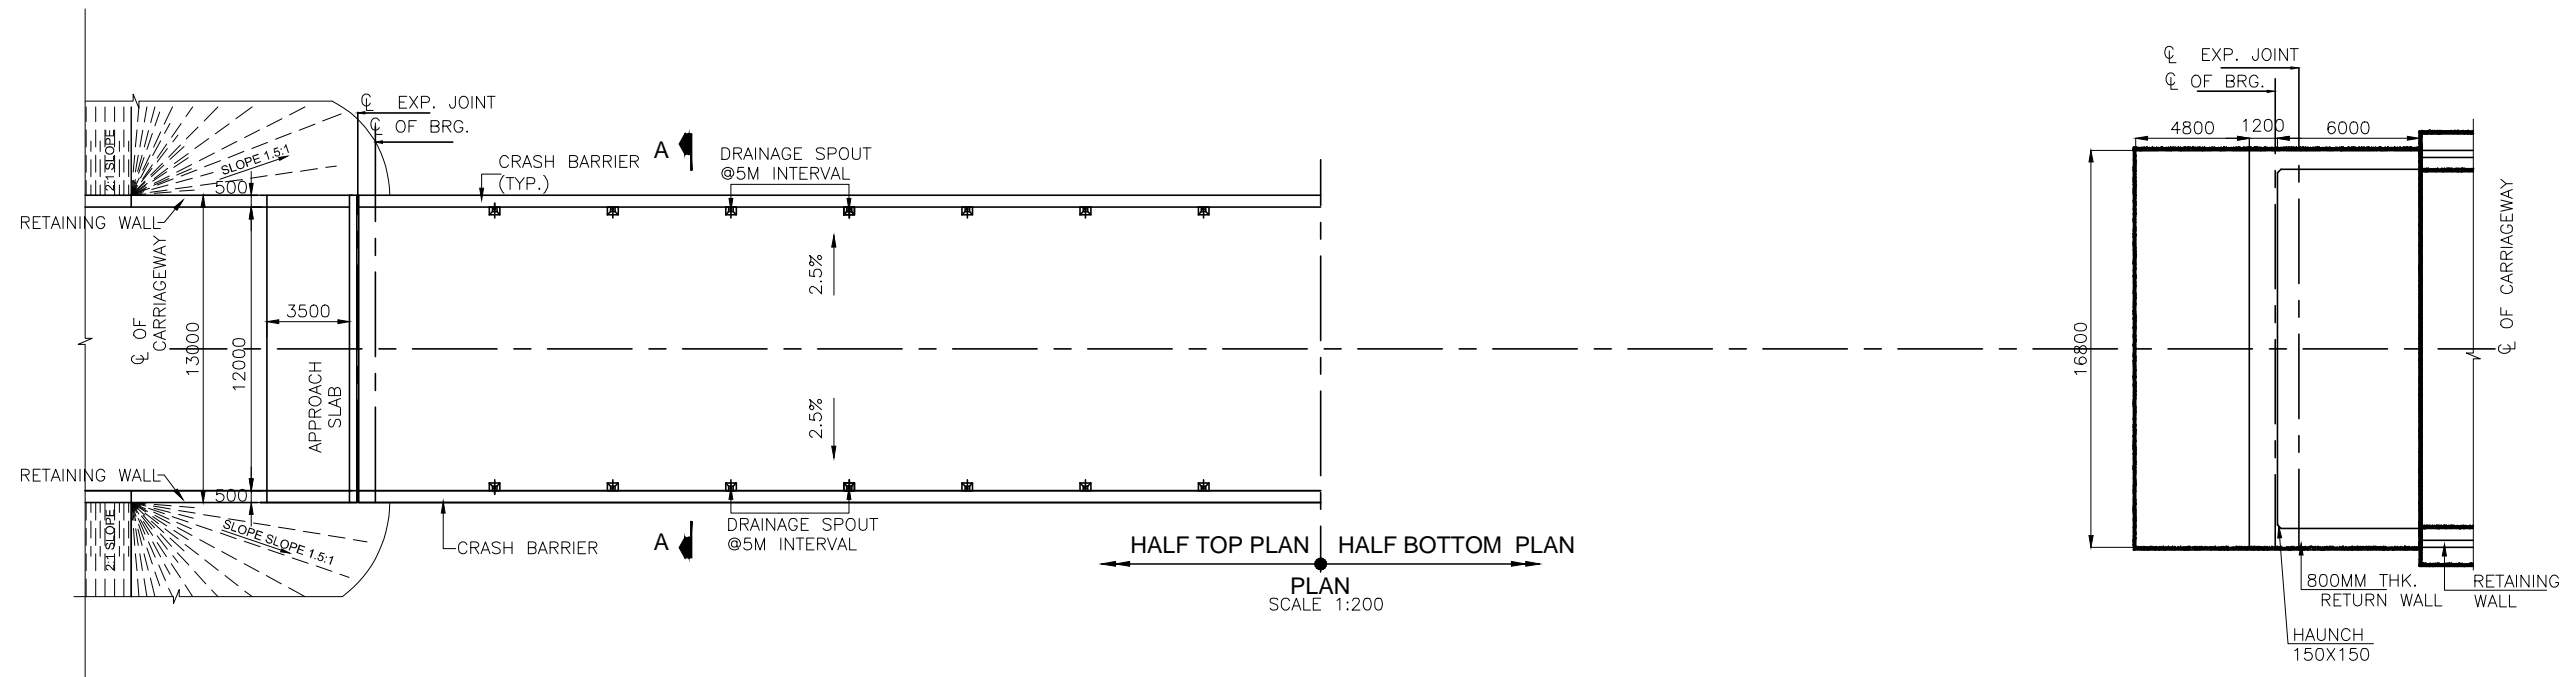 ℄ EXP. JOINT
℄ OF BRG.
CRASH BARRIER
(TYP.)
A
DRAINAGE SPOUT
@5M INTERVAL
2:1 SLOPE
SLOPE 1.5:1
500
RETAINING WALL
℄ OF
CARRIAGEWAY
13000
12000
3500
APPROACH
SLAB
2.5%
2.5%
RETAINING WALL
500
2:1 SLOPE
SLOPE SLOPE 1.5:1
CRASH BARRIER
A
DRAINAGE SPOUT
@5M INTERVAL
HALF TOP PLAN
HALF BOTTOM PLAN
PLAN
SCALE 1:200
℄ EXP. JOINT
℄ OF BRG.
4800
1200
6000
16800
℄ OF CARRIAGEWAY
800MM THK.
RETURN WALL
RETAINING
WALL
HAUNCH
150X150